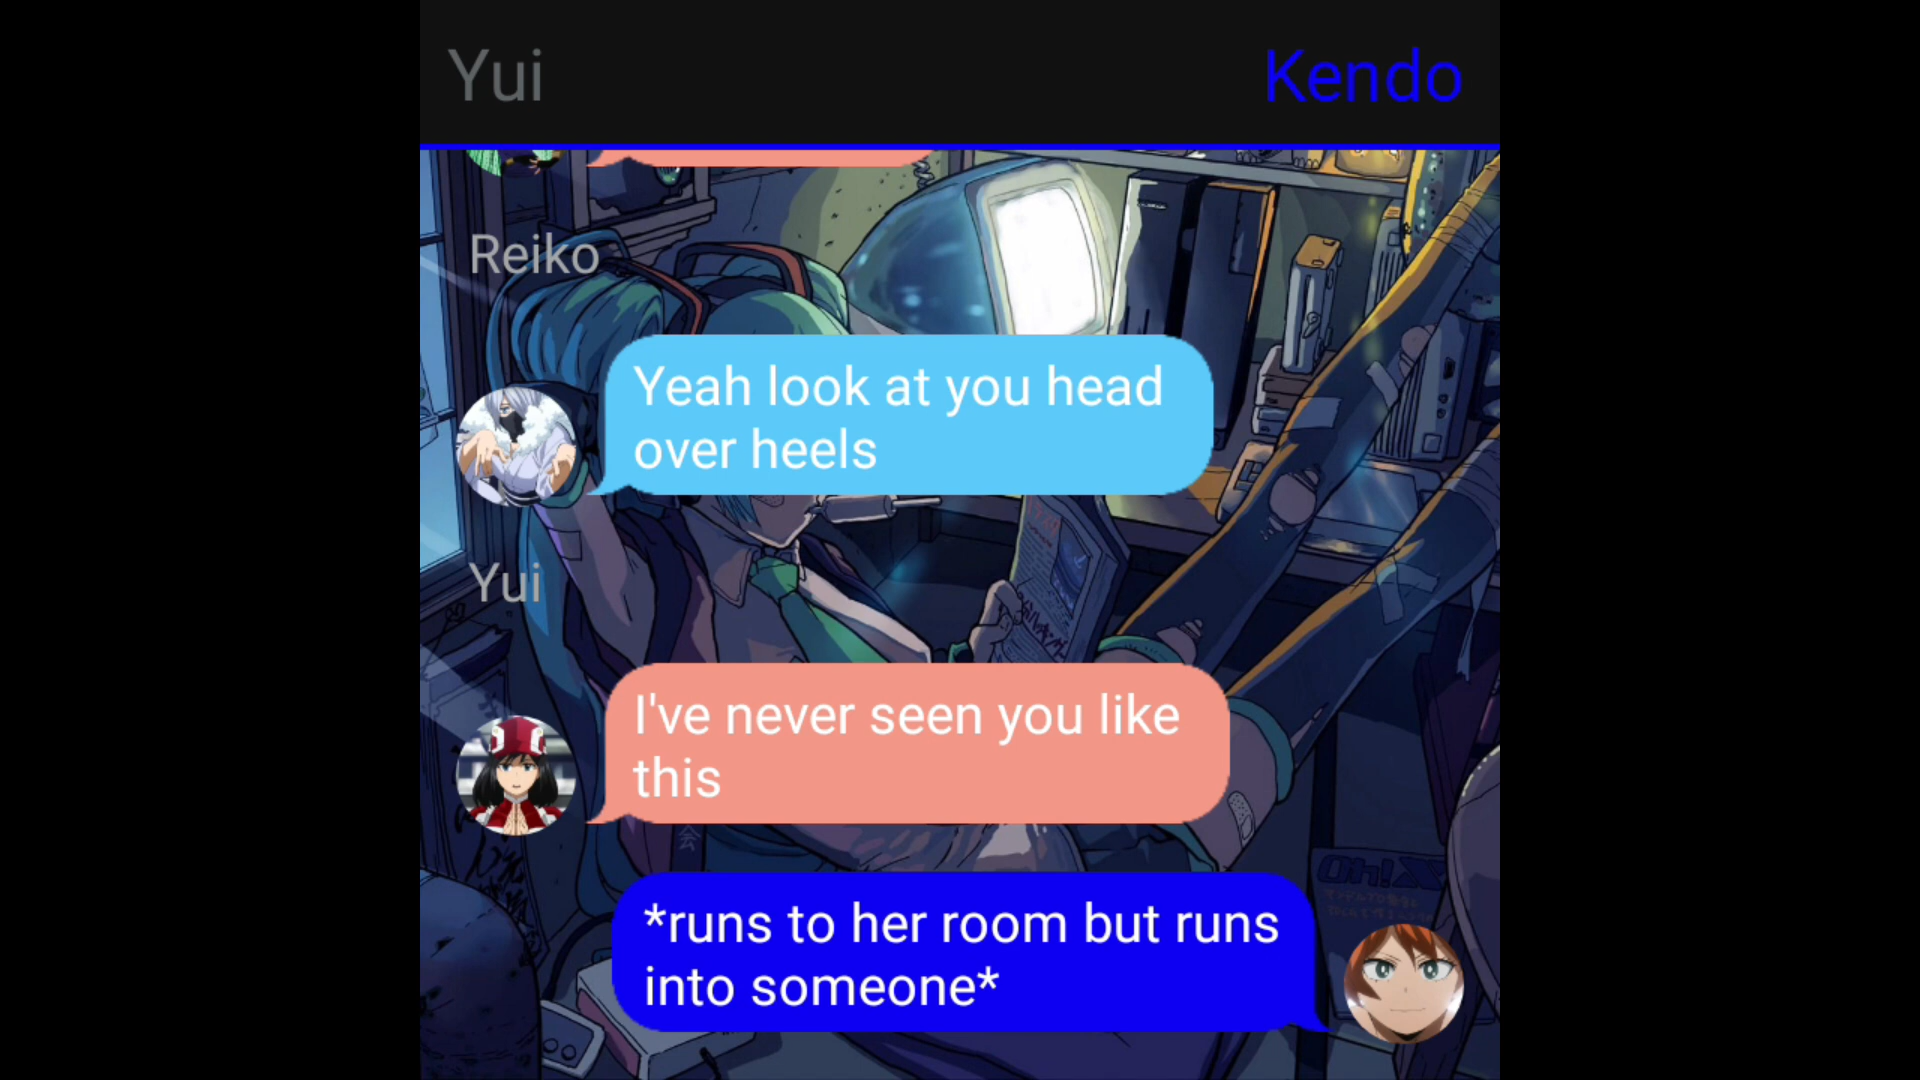 Yui
Kendo
Reiko
Yeah look at you head
over heels
Yui
I've never seen you like
this
*runs to her room but runs
into someone*